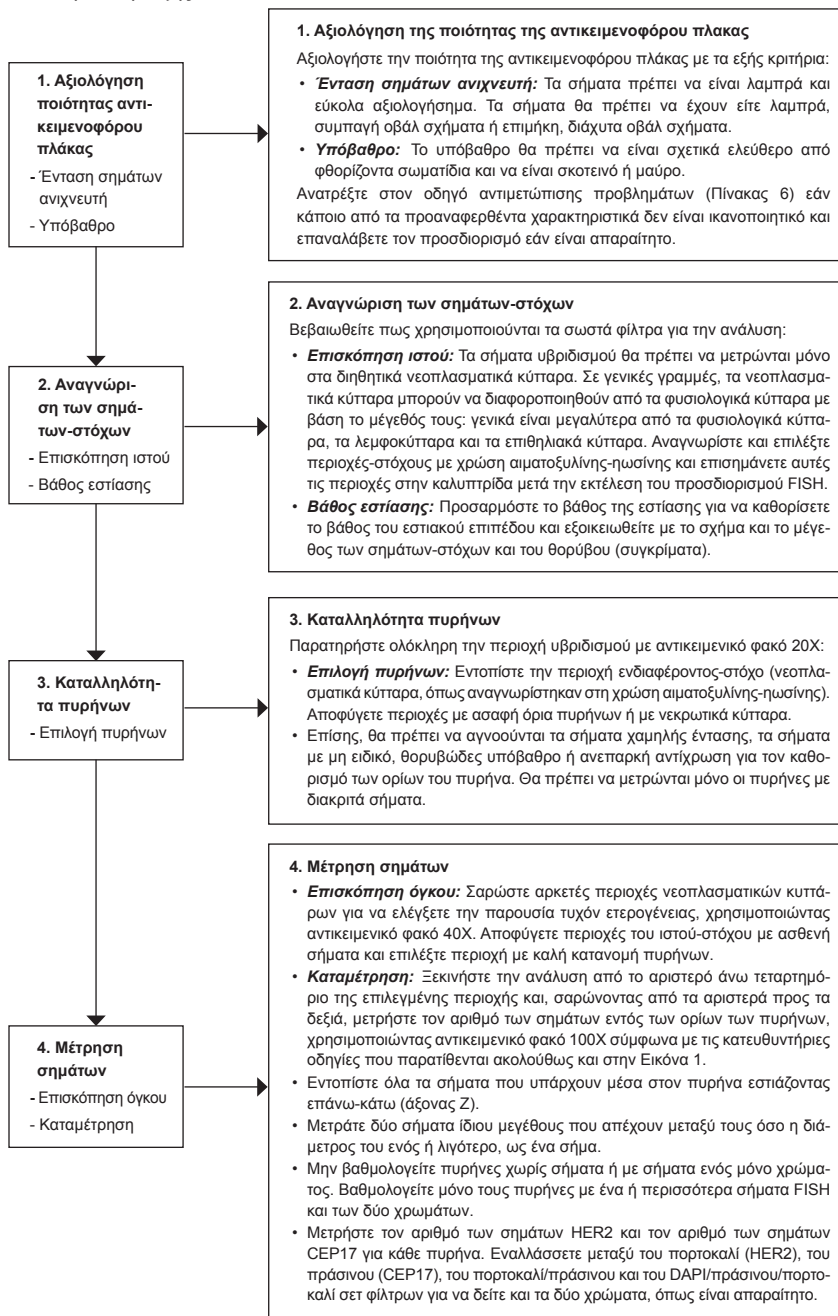 1. Αξιολόγηση
ποιότητας αντι-
κειμενοφόρου
πλάκας
- Ένταση σημάτων
ανιχνευτή
- Υπόβαθρο
1. Αξιολόγηση της ποιότητας της αντικειμενοφόρου πλακας
Αξιολογήστε την ποιότητα της αντικειμενοφόρου πλάκας με τα εξής κριτήρια:
• Ένταση σημάτων ανιχνευτή: Τα σήματα πρέπει να είναι λαμπρά και
εύκολα αξιολογήσημα. Τα σήματα θα πρέπει να έχουν είτε λαμπρά,
συμπαγή οβάλ σχήματα ή επιμήκη, διάχυτα οβάλ σχήματα.
• Υπόβαθρο: Το υπόβαθρο θα πρέπει να είναι σχετικά ελεύθερο από
φθορίζοντα σωματίδια και να είναι σκοτεινό ή μαύρο.
Ανατρέξτε στον οδηγό αντιμετώπισης προβλημάτων (Πίνακας 6) εάν
κάποιο από τα προαναφερθέντα χαρακτηριστικά δεν είναι ικανοποιητικό και
επαναλάβετε τον προσδιορισμό εάν είναι απαραίτητο.
2. Αναγνώρι-
ση των σημά-
των-στόχων
- Επισκόπηση ιστού
- Βάθος εστίασης
2. Αναγνώριση των σημάτων-στόχων
Βεβαιωθείτε πως χρησιμοποιούνται τα σωστά φίλτρα για την ανάλυση:
• Επισκόπηση ιστού: Τα σήματα υβριδισμού θα πρέπει να μετρώνται μόνο
στα διηθητικά νεοπλασματικά κύτταρα. Σε γενικές γραμμές, τα νεοπλασμα-
τικά κύτταρα μπορούν να διαφοροποιηθούν από τα φυσιολογικά κύτταρα με
βάση το μέγεθός τους: γενικά είναι μεγαλύτερα από τα φυσιολογικά κύττα-
ρα, τα λεμφοκύτταρα και τα επιθηλιακά κύτταρα. Αναγνωρίστε και επιλέξτε
περιοχές-στόχους με χρώση αιματοξυλίνης-ηωσίνης και επισημάνετε αυτές
τις περιοχές στην καλυπτρίδα μετά την εκτέλεση του προσδιορισμού FISH.
• Βάθος εστίασης: Προσαρμόστε το βάθος της εστίασης για να καθορίσετε
το βάθος του εστιακού επιπέδου και εξοικειωθείτε με το σχήμα και το μέγε-
θος των σημάτων-στόχων και του θορύβου (συγκρίματα).
3. Καταλληλότη-
τα πυρήνων
- Επιλογή πυρήνων
3. Καταλληλότητα πυρήνων
Παρατηρήστε ολόκληρη την περιοχή υβριδισμού με αντικειμενικό φακό 20X:
• Επιλογή πυρήνων: Εντοπίστε την περιοχή ενδιαφέροντος-στόχο (νεοπλα-
σματικά κύτταρα, όπως αναγνωρίστηκαν στη χρώση αιματοξυλίνης-ηωσίνης).
Αποφύγετε περιοχές με ασαφή όρια πυρήνων ή με νεκρωτικά κύτταρα.
• Επίσης, θα πρέπει να αγνοούνται τα σήματα χαμηλής έντασης, τα σήματα
με μη ειδικό, θορυβώδες υπόβαθρο ή ανεπαρκή αντίχρωση για τον καθο-
ρισμό των ορίων του πυρήνα. Θα πρέπει να μετρώνται μόνο οι πυρήνες με
διακριτά σήματα.
4. Μέτρηση
σημάτων
- Επισκόπηση όγκου
- Καταμέτρηση
4. Μέτρηση σημάτων
• Επισκόπηση όγκου: Σαρώστε αρκετές περιοχές νεοπλασματικών κυττά-
ρων για να ελέγξετε την παρουσία τυχόν ετερογένειας, χρησιμοποιώντας
αντικειμενικό φακό 40X. Αποφύγετε περιοχές του ιστού-στόχου με ασθενή
σήματα και επιλέξτε περιοχή με καλή κατανομή πυρήνων.
• Καταμέτρηση: Ξεκινήστε την ανάλυση από το αριστερό άνω τεταρτημό-
ριο της επιλεγμένης περιοχής και, σαρώνοντας από τα αριστερά προς τα
δεξιά, μετρήστε τον αριθμό των σημάτων εντός των ορίων των πυρήνων,
χρησιμοποιώντας αντικειμενικό φακό 100X σύμφωνα με τις κατευθυντήριες
οδηγίες που παρατίθενται ακολούθως και στην Εικόνα 1.
• Εντοπίστε όλα τα σήματα που υπάρχουν μέσα στον πυρήνα εστιάζοντας
επάνω-κάτω (άξονας Z).
• Μετράτε δύο σήματα ίδιου μεγέθους που απέχουν μεταξύ τους όσο η διά-
μετρος του ενός ή λιγότερο, ως ένα σήμα.
• Μην βαθμολογείτε πυρήνες χωρίς σήματα ή με σήματα ενός μόνο χρώμα-
τος. Βαθμολογείτε μόνο τους πυρήνες με ένα ή περισσότερα σήματα FISH
και των δύο χρωμάτων.
• Μετρήστε τον αριθμό των σημάτων HER2 και τον αριθμό των σημάτων
CEP17 για κάθε πυρήνα. Εναλλάσσετε μεταξύ του πορτοκαλί (HER2), του
πράσινου (CEP17), του πορτοκαλί/πράσινου και του DAPI/πράσινου/πορτο-
καλί σετ φίλτρων για να δείτε και τα δύο χρώματα, όπως είναι απαραίτητο.